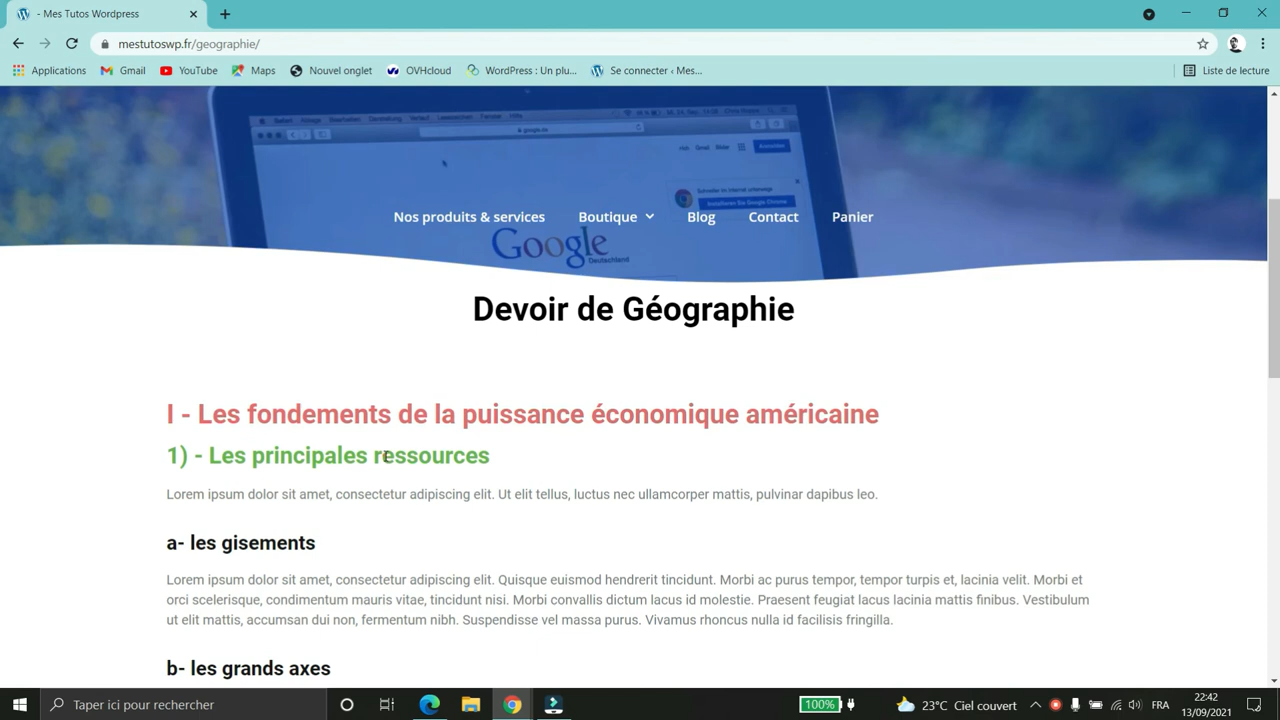 - Mes Tutos Wordpress
mestutoswp.fr/geographie/
Applications
Gmail
YouTube
Maps
Nouvel onglet
OVHcloud
WordPress : Un plu...
Se connecter ‹ Mes...
Liste de lecture
google.de
Nos produits & services
Boutique
Blog
Contact
Panier
Google
Deutschland
Devoir de Géographie
I - Les fondements de la puissance économique américaine
1) - Les principales ressources
Lorem ipsum dolor sit amet, consectetur adipiscing elit. Ut elit tellus, luctus nec ullamcorper mattis, pulvinar dapibus leo.
a- les gisements
Lorem ipsum dolor sit amet, consectetur adipiscing elit. Quisque euismod hendrerit tincidunt. Morbi ac purus tempor, tempor turpis et, lacinia velit. Morbi et
orci scelerisque, condimentum mauris vitae, tincidunt nisi. Morbi convallis dictum lacus id molestie. Praesent feugiat lacus lacinia mattis finibus. Vestibulum
ut elit mattis, accumsan dui non, fermentum nibh. Suspendisse vel massa purus. Vivamus rhoncus nulla id facilisis fringilla.
b- les grands axes
Taper ici pour rechercher
100%
23°C Ciel couvert
FRA
22:42
13/09/2021